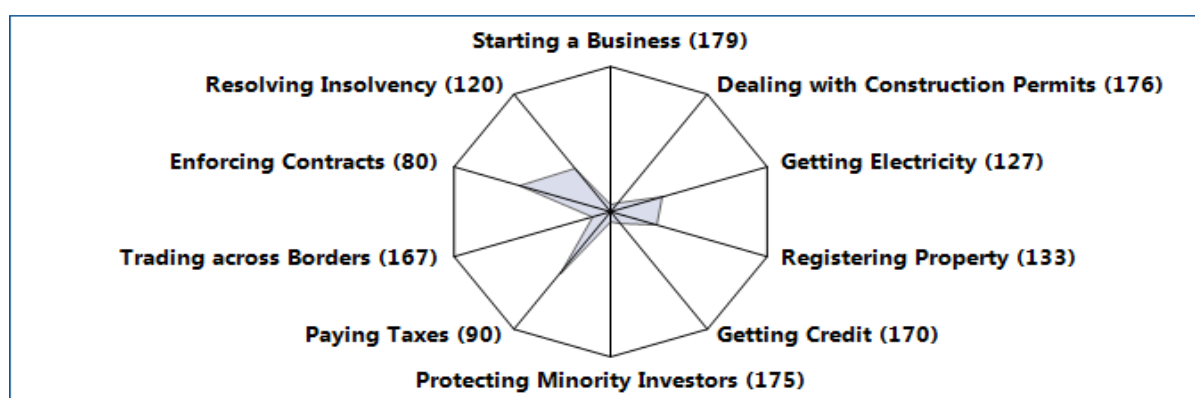 Starting a Business (179)
Resolving Insolvency (120)
Dealing with Construction Permits (176)
Enforcing Contracts (80)
Getting Electricity (127)
Trading across Borders (167)
Registering Property (133)
Paying Taxes (90)
Getting Credit (170)
Protecting Minority Investors (175)